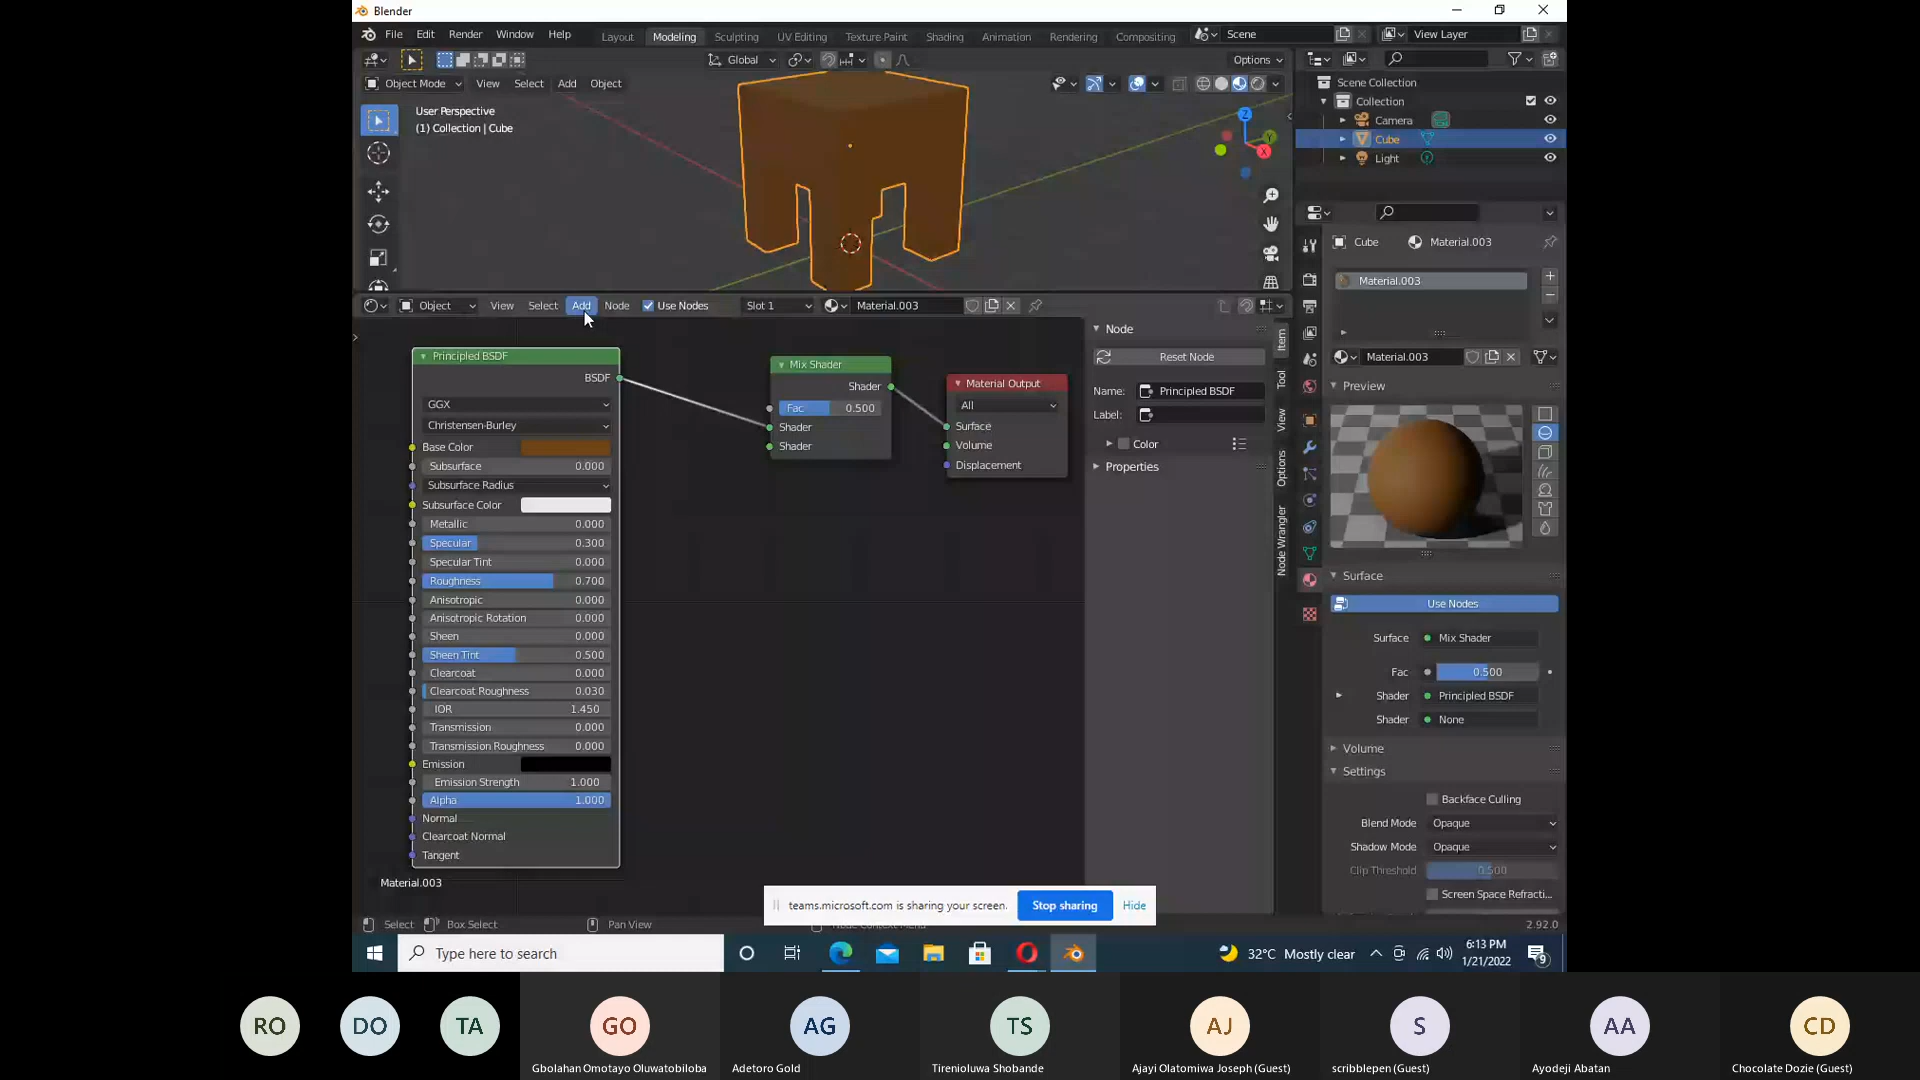 Blender
File Edit Render Window Help Layout Modeling Sculpting UV Editing Texture Paint Shading Animation Rendering Compositing Scene View Layer
Global Options
Object Mode View Select Add Object
User Perspective
(1) Collection | Cube
Z
Y
X
Scene Collection
Collection
Camera
Cube
Light
Cube Material.003
Material.003
Material.003
Preview
Object View Select Add Node Use Nodes Slot 1 Material.003
Principled BSDF
BSDF
GGX
Christensen-Burley
Base Color
Subsurface 0.000
Subsurface Radius
Subsurface Color
Metallic 0.000
Specular 0.300
Specular Tint 0.000
Roughness 0.700
Anisotropic 0.000
Anisotropic Rotation 0.000
Sheen 0.000
Sheen Tint 0.500
Clearcoat 0.000
Clearcoat Roughness 0.030
IOR 1.450
Transmission 0.000
Transmission Roughness 0.000
Emission
Emission Strength 1.000
Alpha 1.000
Normal
Clearcoat Normal
Tangent
Material.003
Mix Shader
Shader
Fac 0.500
Shader
Shader
Material Output
All
Surface
Volume
Displacement
Node
Reset Node
Name: Principled BSDF
Label:
Color
Properties
Item
Tool
View
Options
Node Wrangler
Surface
Use Nodes
Surface Mix Shader
Fac 0.500
Shader Principled BSDF
Shader None
Volume
Settings
Backface Culling
Blend Mode Opaque
Shadow Mode Opaque
Clip Threshold 0.500
Screen Space Refracti...
teams.microsoft.com is sharing your screen. Stop sharing Hide
Select Box Select Pan View Node Context Menu 2.92.0
Type here to search
32°C Mostly clear 6:13 PM
1/21/2022
9
RO DO TA GO AG TS AJ S AA CD
Gbolahan Omotayo Oluwatobiloba Adetoro Gold Tirenioluwa Shobande Ajayi Olatomiwa Joseph (Guest) scribblepen (Guest) Ayodeji Abatan Chocolate Dozie (Guest)